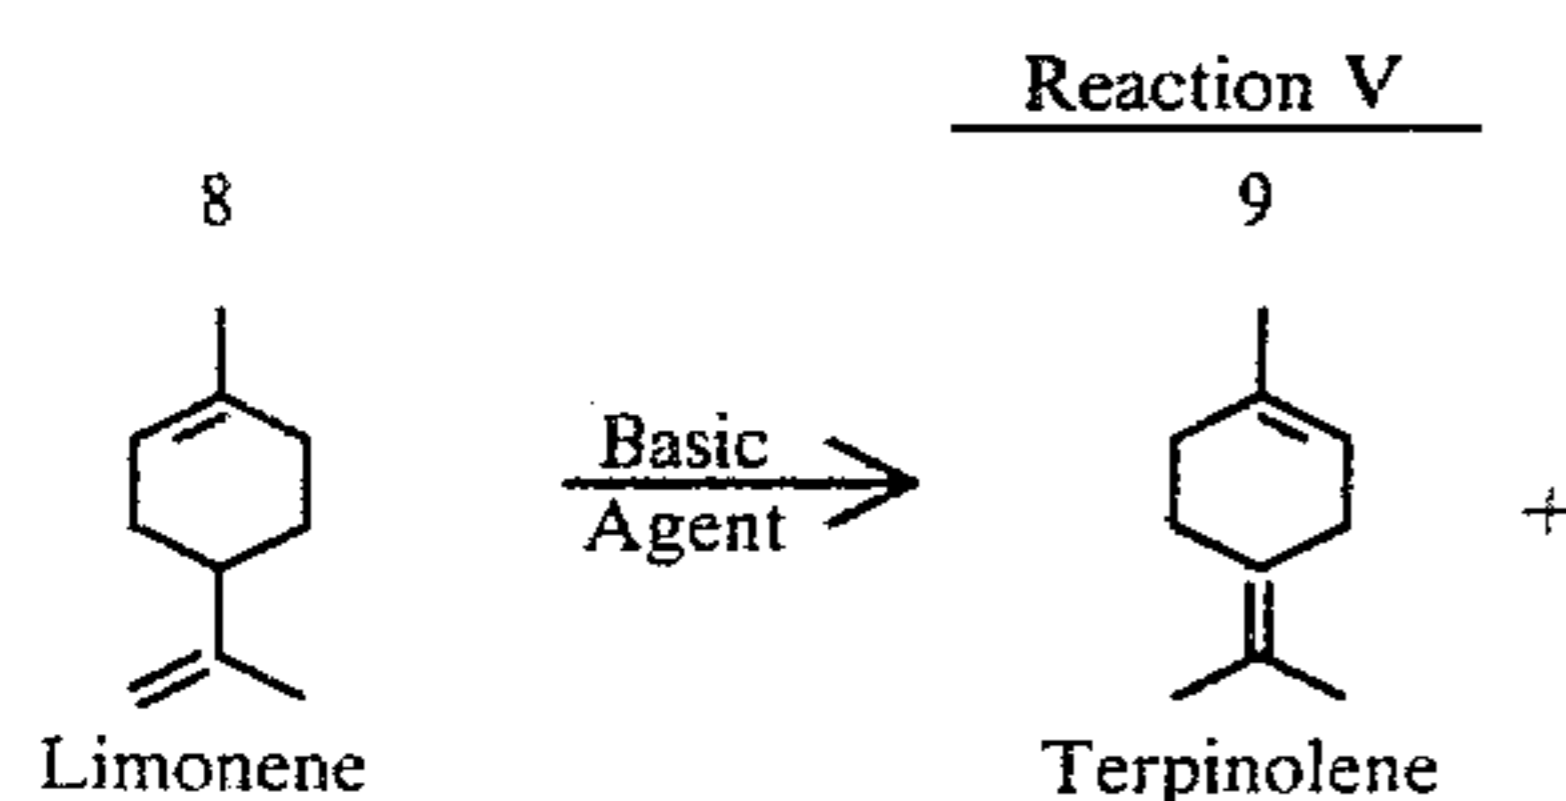 Reaction V
8
9
Basic
Agent
+
Limonene
Terpinolene